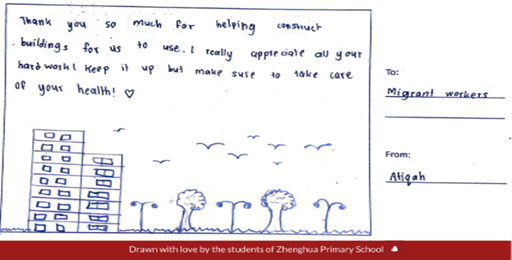 Thank you so much for helping construct
buildings for us to use. I really appreciate all your
hard work! Keep it up but make sure to take care
of your health! ♡
To:
Migrant workers
From:
Atiqah
Drawn with love by the students of Zhenghua Primary School